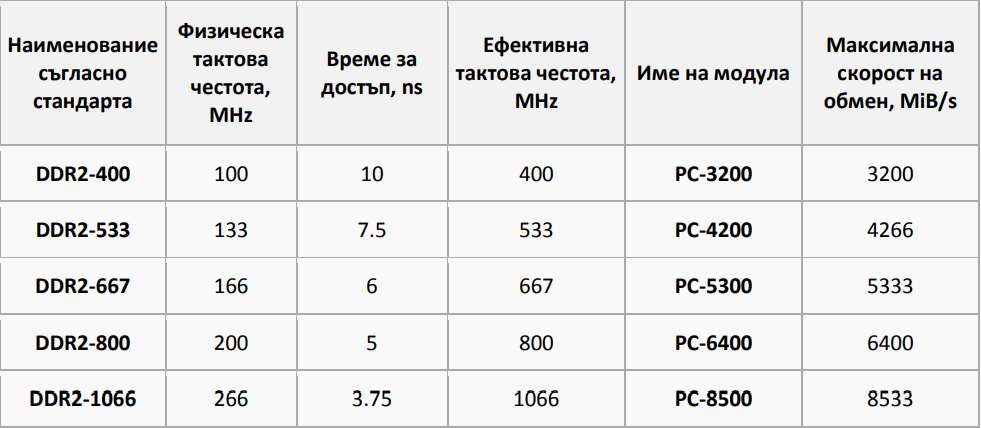 Наименование съгласно стандарта | Физическа тактова честота, MHz | Време за достъп, ns | Ефективна тактова честота, MHz | Име на модула | Максимална скорост на обмен, MiB/s
DDR2-400 | 100 | 10 | 400 | PC-3200 | 3200
DDR2-533 | 133 | 7.5 | 533 | PC-4200 | 4266
DDR2-667 | 166 | 6 | 667 | PC-5300 | 5333
DDR2-800 | 200 | 5 | 800 | PC-6400 | 6400
DDR2-1066 | 266 | 3.75 | 1066 | PC-8500 | 8533